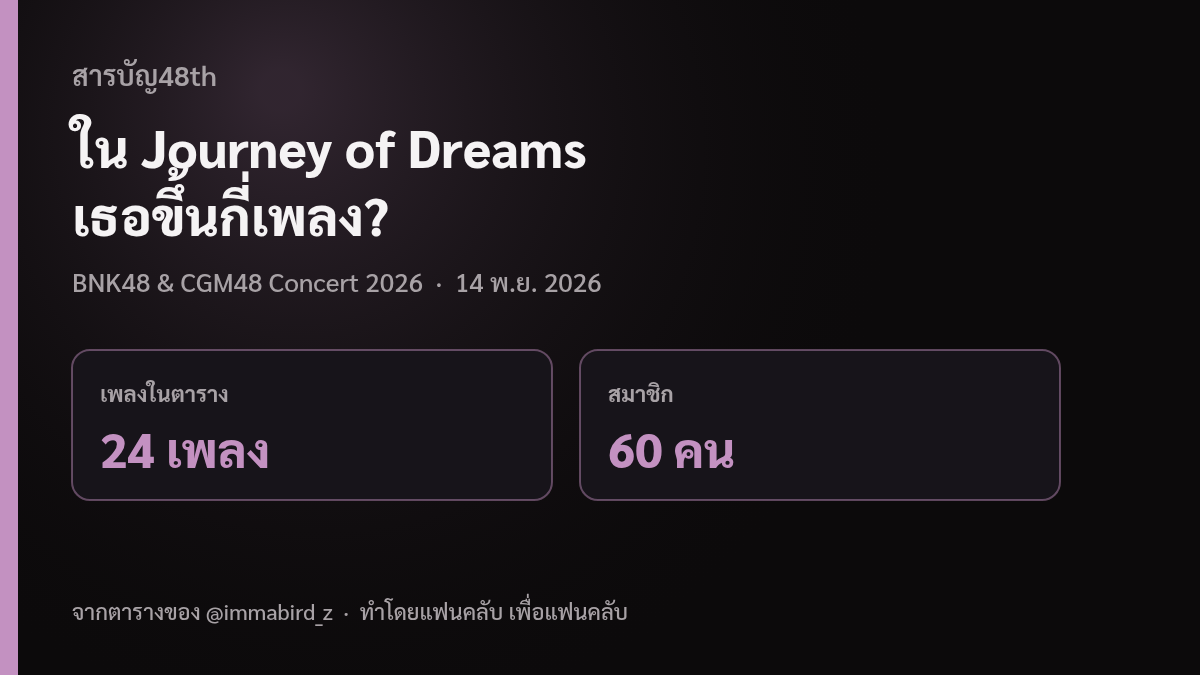 สารบัญ48th
ใน Journey of Dreams
เธอขึ้นกี่เพลง?
BNK48 & CGM48 Concert 2026 · 14 พ.ย. 2026
เพลงในตาราง
24 เพลง
สมาชิก
60 คน
จากตารางของ @immabird_z · ทำโดยแฟนคลับ เพื่อแฟนคลับ